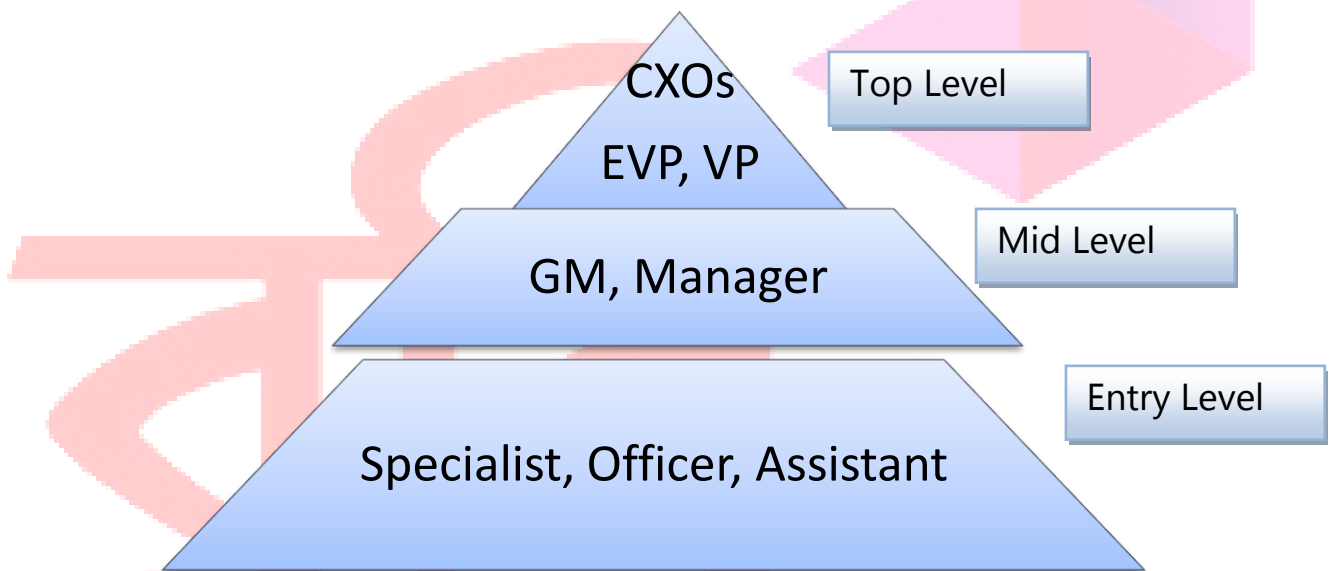 CXOs
EVP, VP
Top Level
GM, Manager
Mid Level
Specialist, Officer, Assistant
Entry Level